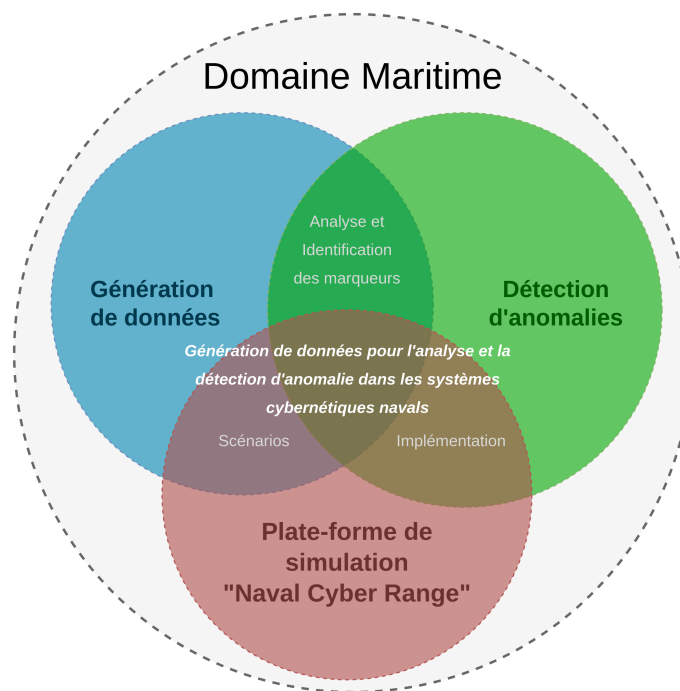 Domaine Maritime
Analyse et
Identification
des marqueurs
Génération
de données
Détection
d'anomalies
Génération de données pour l'analyse et la
détection d'anomalie dans les systèmes
cybernétiques navals
Scénarios
Implémentation
Plate-forme de
simulation
"Naval Cyber Range"